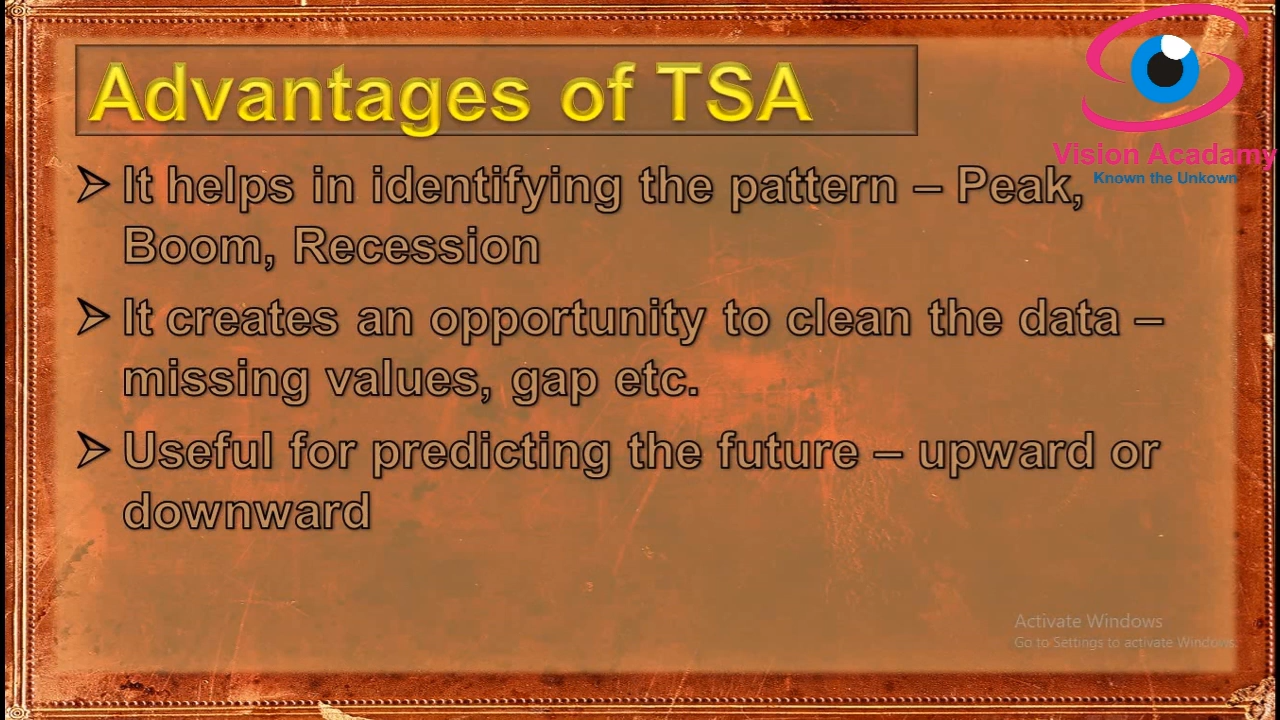 Advantages of TSA
Vision Acadamy
Known the Unkown
➢ It helps in identifying the pattern – Peak,
Boom, Recession
➢ It creates an opportunity to clean the data –
missing values, gap etc.
➢ Useful for predicting the future – upward or
downward
Activate Windows
Go to Settings to activate Windows.